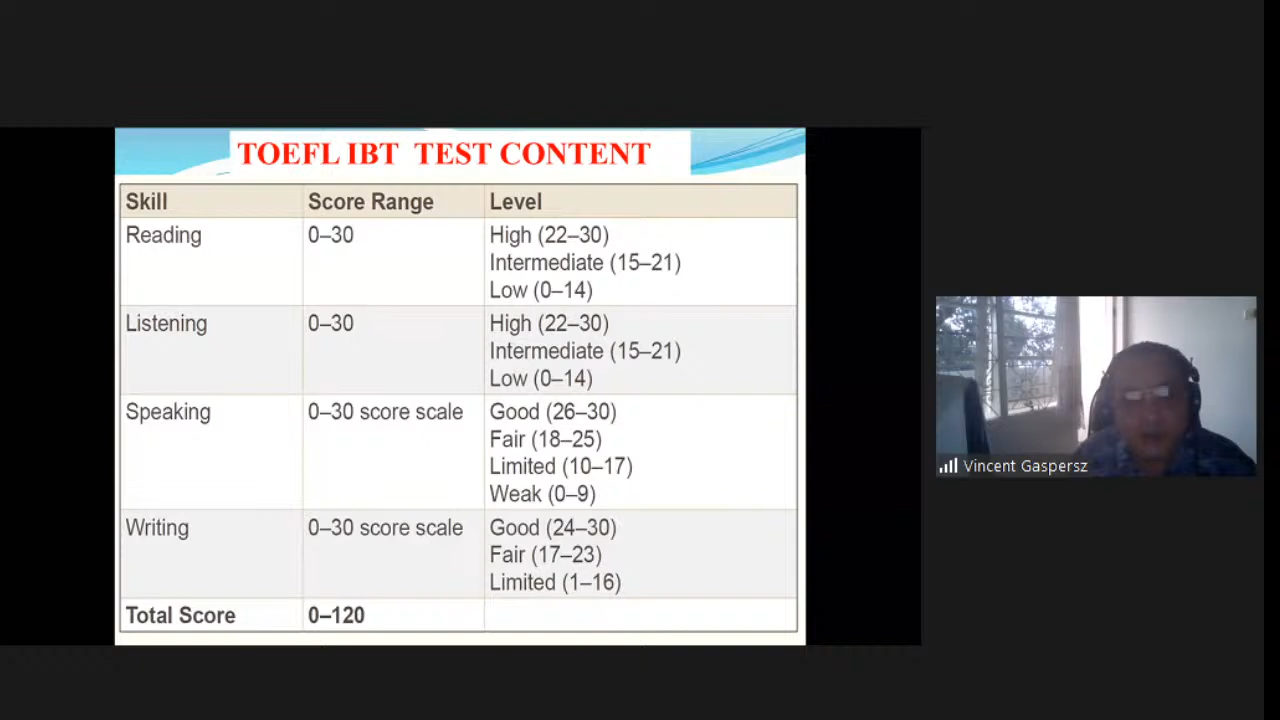 TOEFL IBT TEST CONTENT
Skill Score Range Level
Reading 0–30 High (22–30)
Intermediate (15–21)
Low (0–14)
Listening 0–30 High (22–30)
Intermediate (15–21)
Low (0–14)
Speaking 0–30 score scale Good (26–30)
Fair (18–25)
Limited (10–17)
Weak (0–9)
Writing 0–30 score scale Good (24–30)
Fair (17–23)
Limited (1–16)
Total Score 0–120
Vincent Gaspersz